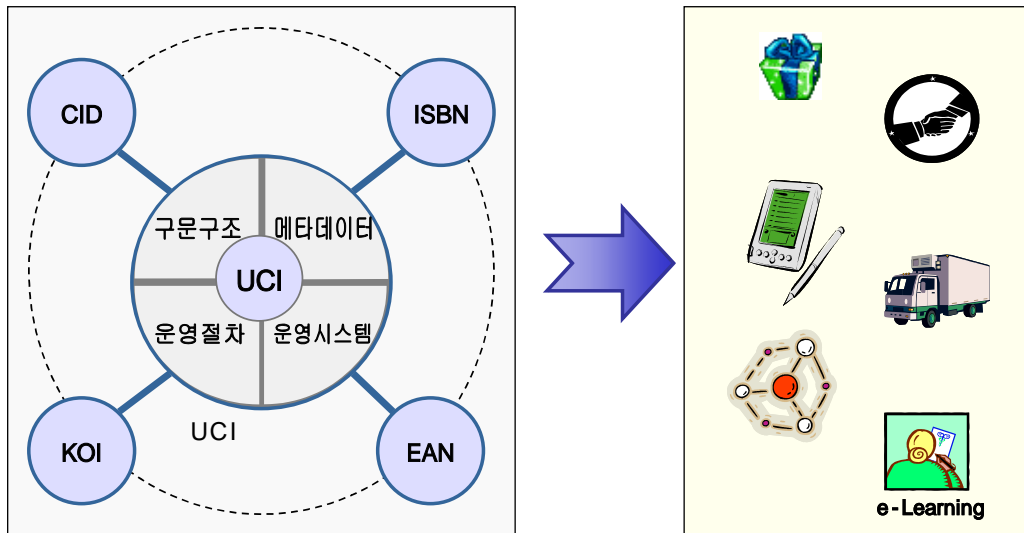 CID
ISBN
구문구조
메타데이터
UCI
운영절차
운영시스템
UCI
KOI
EAN
e-Learning